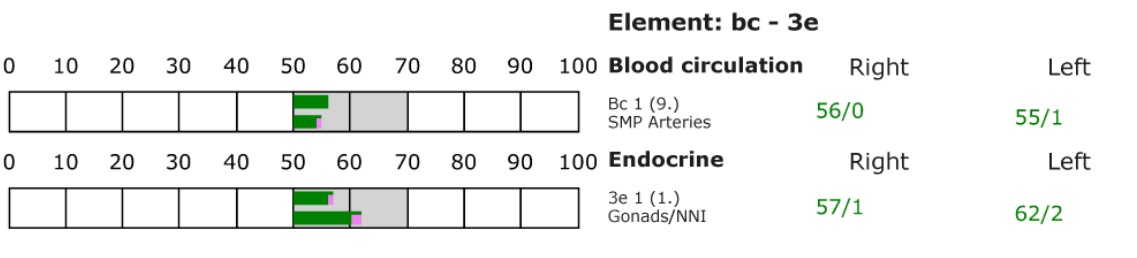 Element: bc - 3e
0 10 20 30 40 50 60 70 80 90 100 Blood circulation Right Left
Bc 1 (9.)
SMP Arteries
56/0 55/1
0 10 20 30 40 50 60 70 80 90 100 Endocrine Right Left
3e 1 (1.)
Gonads/NNI
57/1 62/2